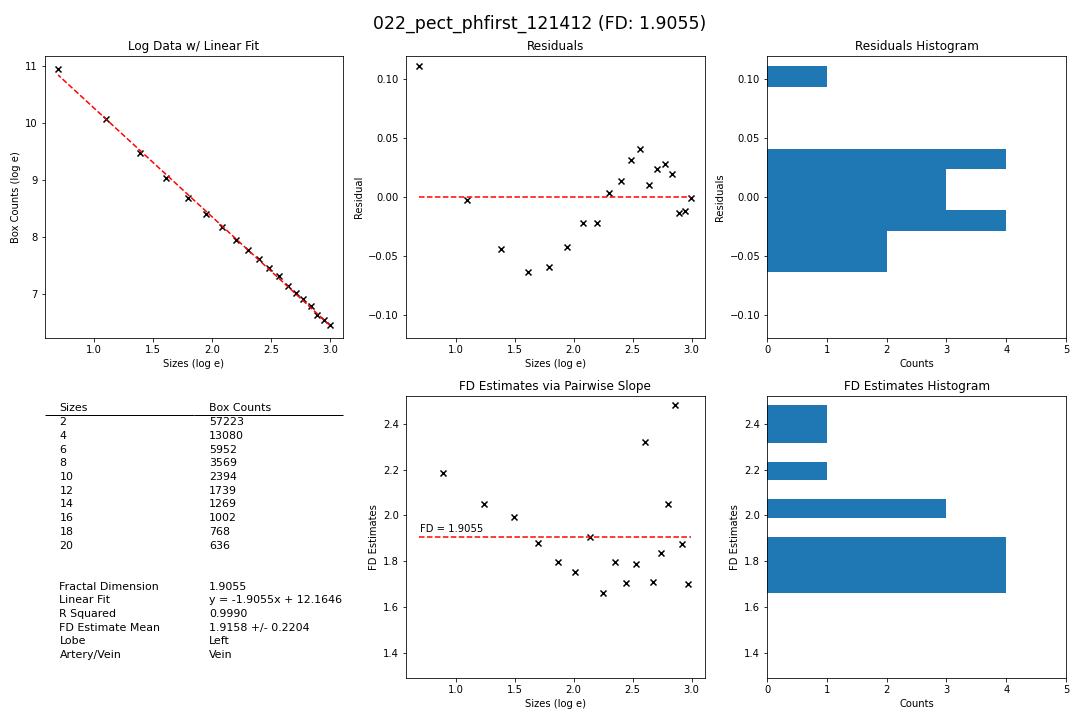 022_pect_phfirst_121412 (FD: 1.9055)
Log Data w/ Linear Fit
Box Counts (log e)
11
10
9
8
7
1.0 1.5 2.0 2.5 3.0
Sizes (log e)
Residuals
Residual
0.10
0.05
0.00
−0.05
−0.10
1.0 1.5 2.0 2.5 3.0
Sizes (log e)
Residuals Histogram
Residuals
0.10
0.05
0.00
−0.05
−0.10
0 1 2 3 4 5
Counts
Sizes Box Counts
2 57223
4 13080
6 5952
8 3569
10 2394
12 1739
14 1269
16 1002
18 768
20 636
Fractal Dimension 1.9055
Linear Fit y = -1.9055x + 12.1646
R Squared 0.9990
FD Estimate Mean 1.9158 +/- 0.2204
Lobe Left
Artery/Vein Vein
FD Estimates via Pairwise Slope
FD Estimates
2.4
2.2
2.0
1.8
1.6
1.4
FD = 1.9055
1.0 1.5 2.0 2.5 3.0
Sizes (log e)
FD Estimates Histogram
FD Estimates
2.4
2.2
2.0
1.8
1.6
1.4
0 1 2 3 4 5
Counts